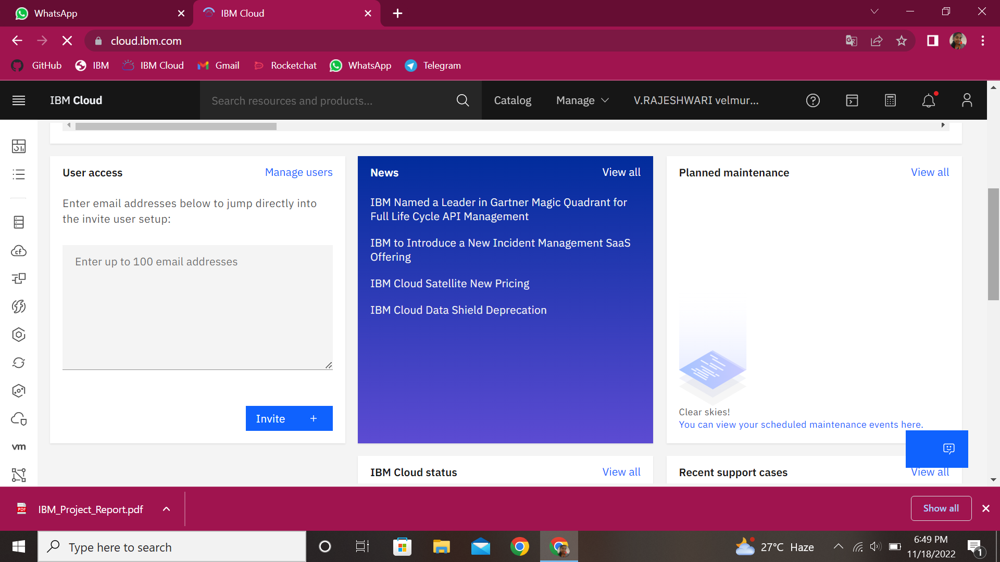 WhatsApp
IBM Cloud
cloud.ibm.com
GitHub
IBM
IBM Cloud
Gmail
Rocketchat
WhatsApp
Telegram
IBM Cloud
Search resources and products...
Catalog
Manage
V.RAJESHWARI velmur...
User access
Manage users
Enter email addresses below to jump directly into
the invite user setup:
Enter up to 100 email addresses
Invite +
News
View all
IBM Named a Leader in Gartner Magic Quadrant for
Full Life Cycle API Management
IBM to Introduce a New Incident Management SaaS
Offering
IBM Cloud Satellite New Pricing
IBM Cloud Data Shield Deprecation
Planned maintenance
View all
Clear skies!
You can view your scheduled maintenance events here.
cf
vm
IBM Cloud status
View all
Recent support cases
View all
PDF
IBM_Project_Report.pdf
Show all
Type here to search
27°C Haze
6:49 PM
11/18/2022
1